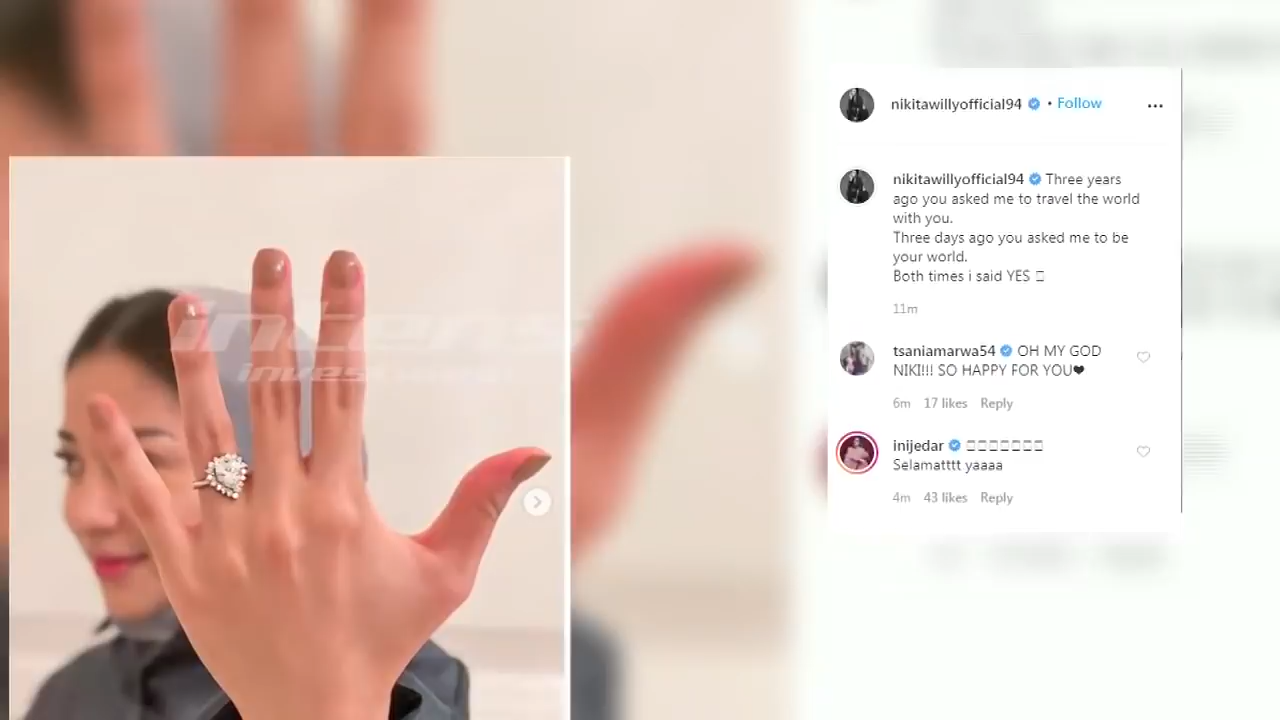 intens
inves
nikitawillyofficial94 • Follow ...
nikitawillyofficial94 Three years
ago you asked me to travel the world
with you.
Three days ago you asked me to be
your world.
Both times i said YES
11m
tsaniamarwa54 OH MY GOD
NIKI!!! SO HAPPY FOR YOU❤
6m 17 likes Reply
inijedar
Selamatttt yaaaa
4m 43 likes Reply